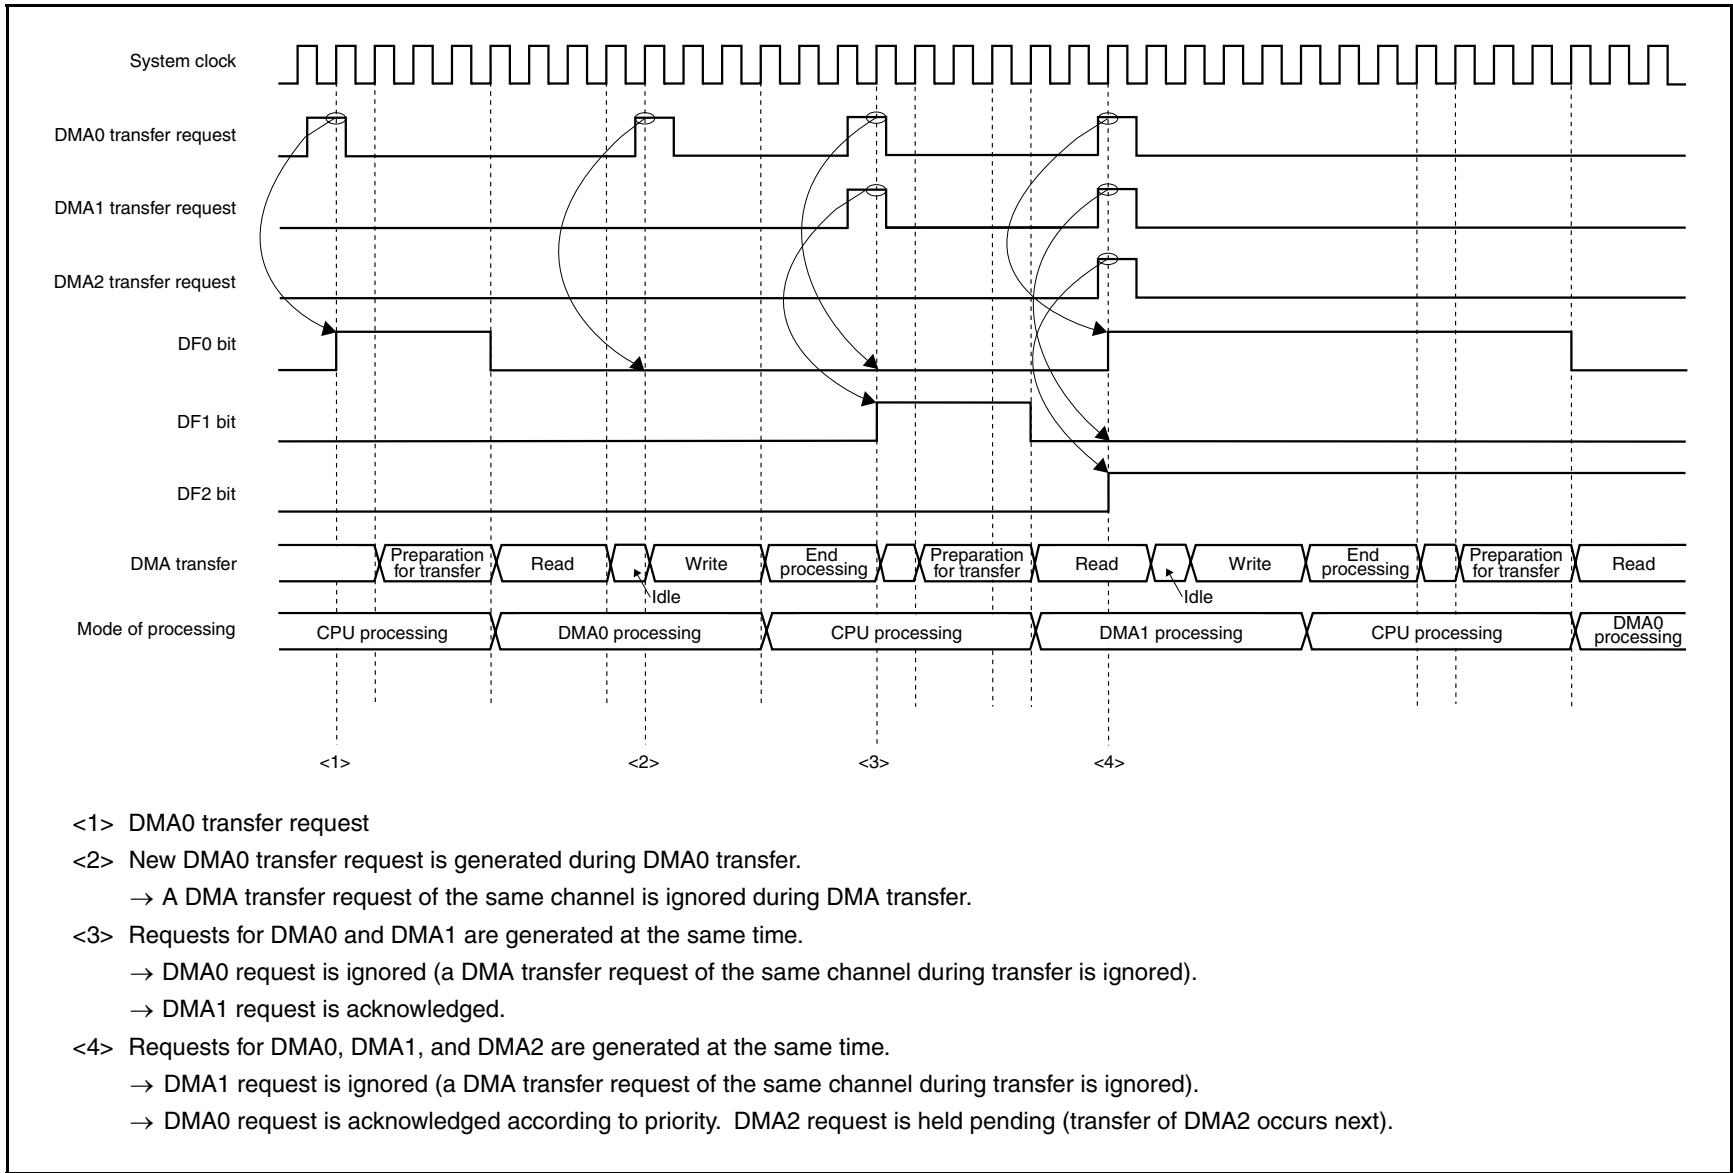 System clock
DMA0 transfer request
DMA1 transfer request
DMA2 transfer request
DF0 bit
DF1 bit
DF2 bit
DMA transfer
Preparation for transfer
Read
Idle
Write
End processing
Preparation for transfer
Read
Idle
Write
End processing
Preparation for transfer
Read
Mode of processing
CPU processing
DMA0 processing
CPU processing
DMA1 processing
CPU processing
DMA0 processing
<1>
<2>
<3>
<4>
<1> DMA0 transfer request
<2> New DMA0 transfer request is generated during DMA0 transfer.
→ A DMA transfer request of the same channel is ignored during DMA transfer.
<3> Requests for DMA0 and DMA1 are generated at the same time.
→ DMA0 request is ignored (a DMA transfer request of the same channel during transfer is ignored).
→ DMA1 request is acknowledged.
<4> Requests for DMA0, DMA1, and DMA2 are generated at the same time.
→ DMA1 request is ignored (a DMA transfer request of the same channel during transfer is ignored).
→ DMA0 request is acknowledged according to priority. DMA2 request is held pending (transfer of DMA2 occurs next).